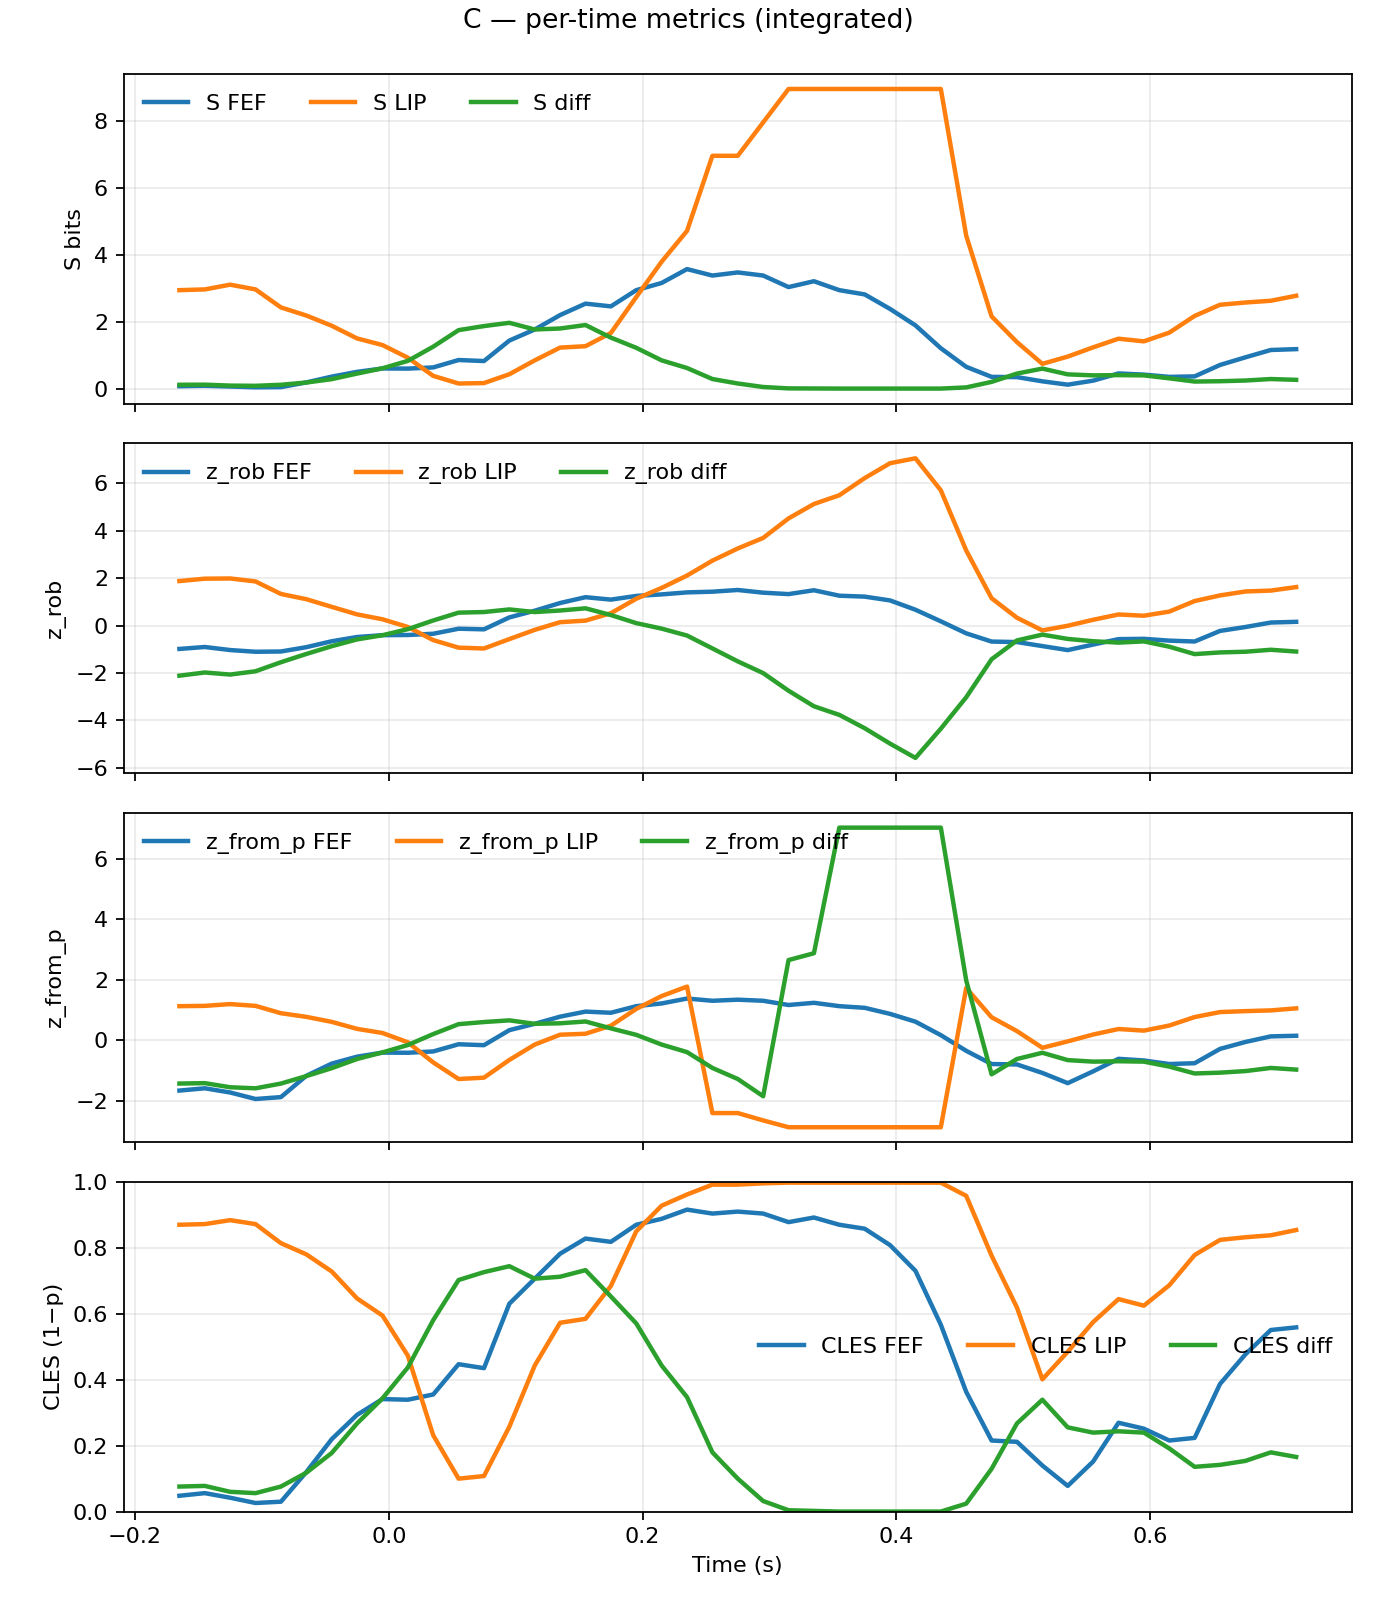 C — per-time metrics (integrated)
S FEF S LIP S diff
8
6
4
2
0
S bits
z_rob FEF z_rob LIP z_rob diff
6
4
2
0
−2
−4
−6
z_rob
z_from_p FEF z_from_p LIP z_from_p diff
6
4
2
0
−2
z_from_p
1.0
0.8
0.6
0.4
0.2
0.0
CLES (1−p)
CLES FEF CLES LIP CLES diff
−0.2 0.0 0.2 0.4 0.6
Time (s)